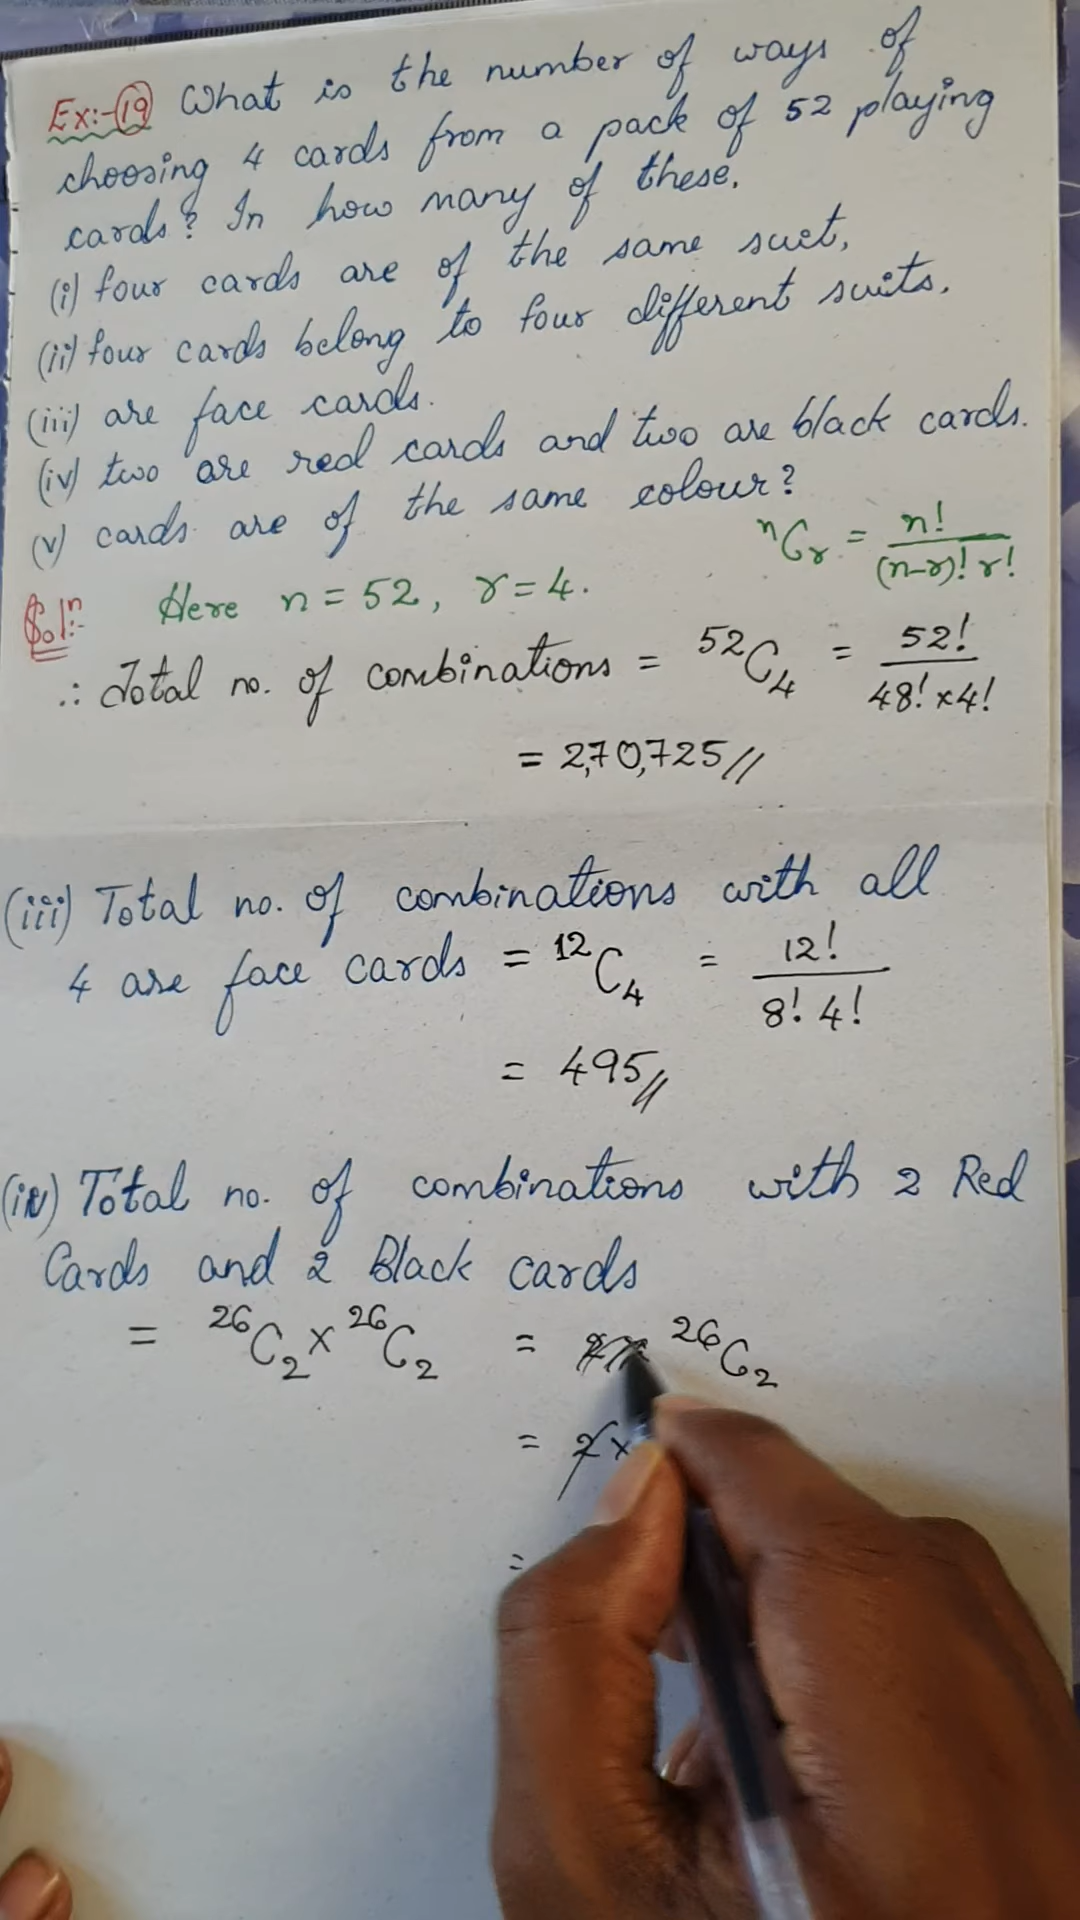 Ex:-19 What is the number of ways of
choosing 4 cards from a pack of 52 playing
cards? In how many of these.
(i) four cards are of the same suit,
(ii) four cards belong to four different suits.
(iii) are face cards.
(iv) two are red cards and two are black cards.
(v) cards are of the same colour?
ⁿCᵣ = n! / (n-r)! r!
Solⁿ:- Here n = 52, r = 4.
∴ Total no. of combinations = ⁵²C₄ = 52! / 48! × 4!
= 2,70,725//
(iii) Total no. of combinations with all
4 are face cards = ¹²C₄ = 12! / 8! 4!
= 495//
(iv) Total no. of combinations with 2 Red
Cards and 2 Black cards
= ²⁶C₂ × ²⁶C₂ = ²⁶C₂
= 2 ×
=